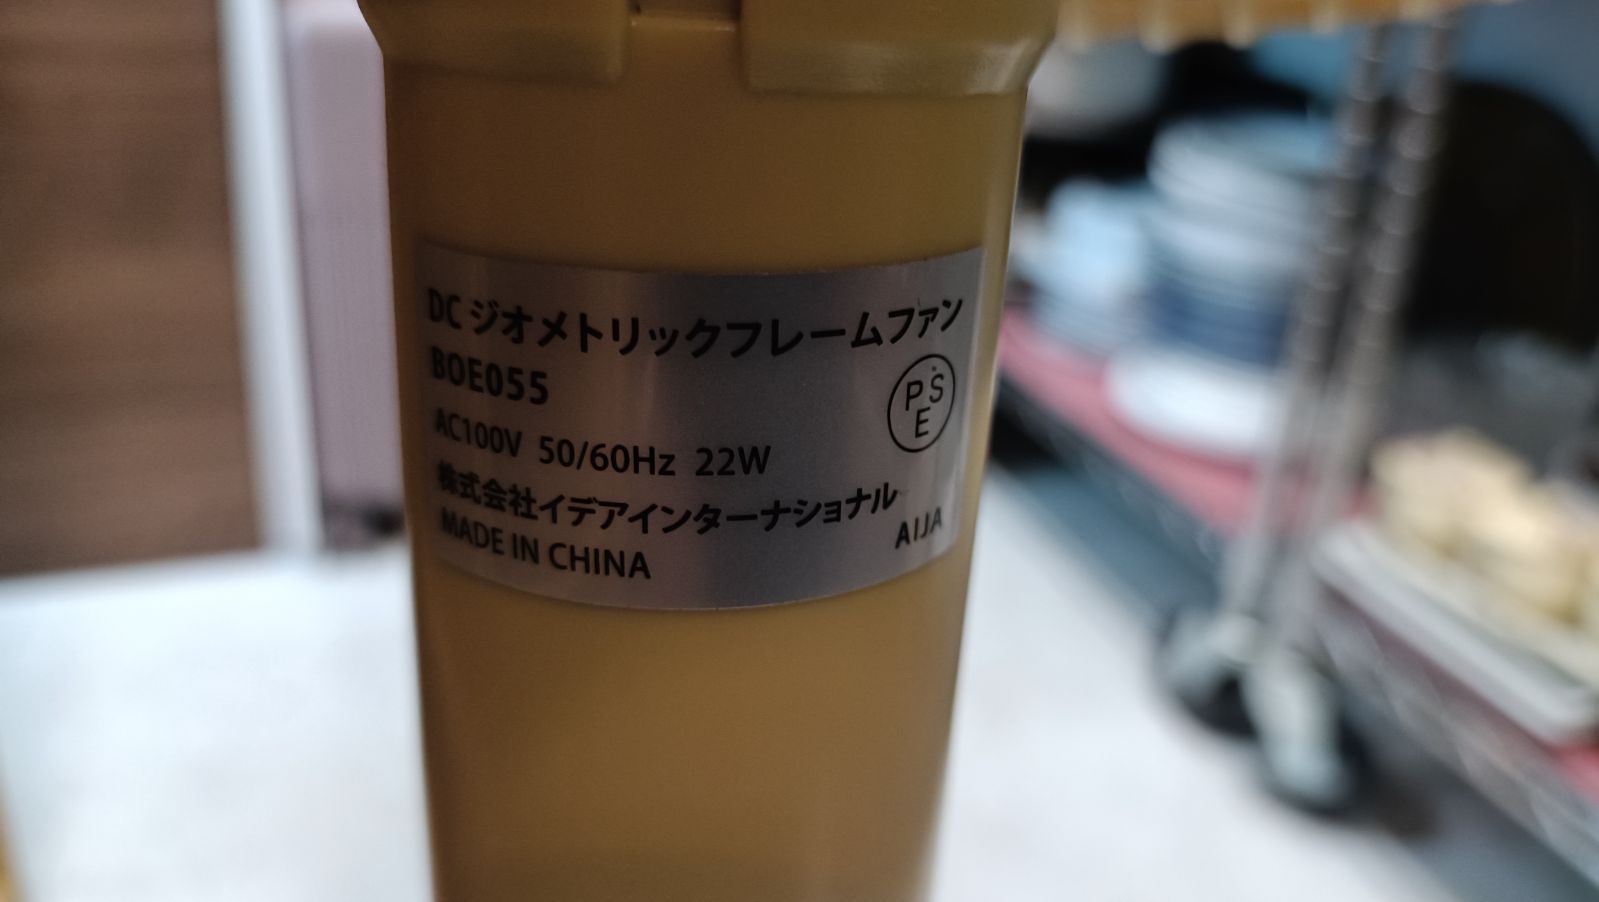 DC ジオメトリックフレームファン
BOE055
PSE
AC100V 50/60Hz 22W
株式会社イデアインターナショナル
MADE IN CHINA
AIJA